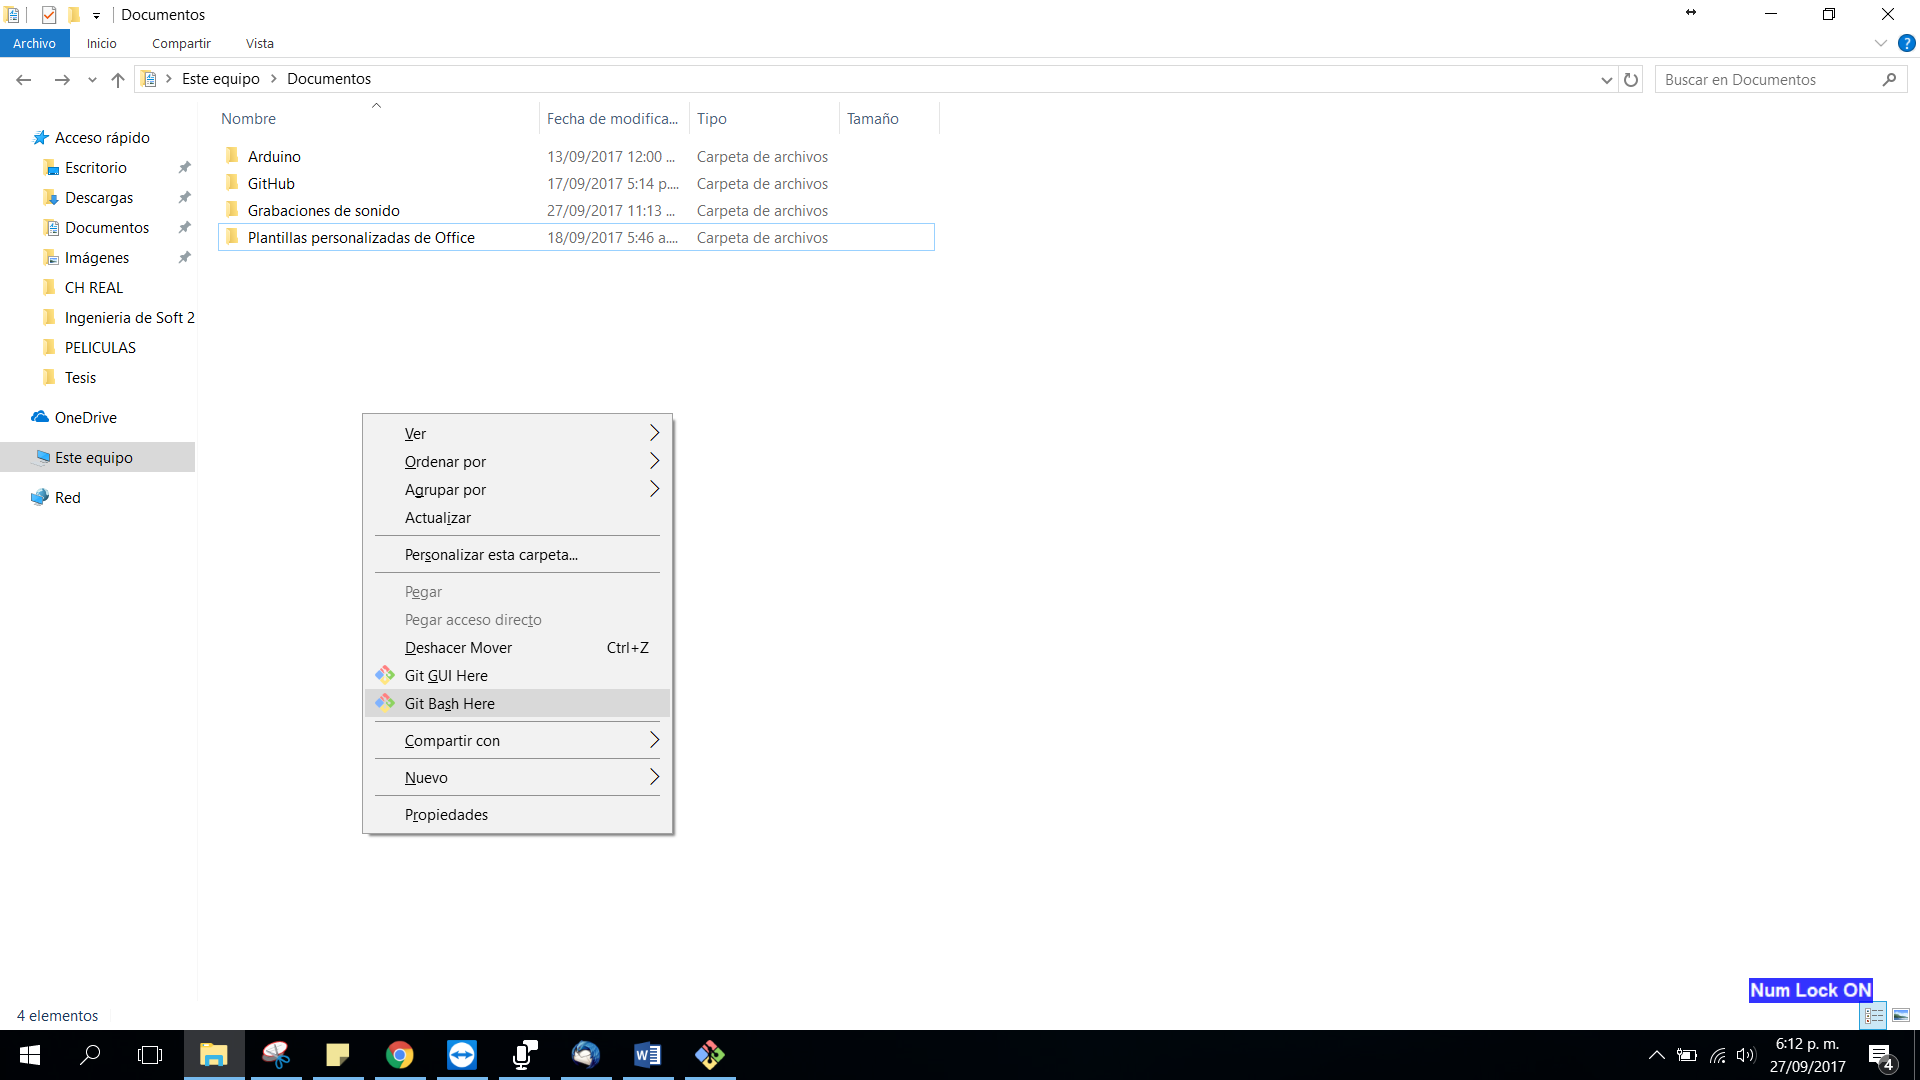 Documentos
Archivo Inicio Compartir Vista
Este equipo Documentos Buscar en Documentos
Nombre Fecha de modifica... Tipo Tamaño
Acceso rápido
Escritorio
Descargas
Documentos
Imágenes
CH REAL
Ingenieria de Soft 2
PELICULAS
Tesis
OneDrive
Este equipo
Red
Arduino 13/09/2017 12:00 ... Carpeta de archivos
GitHub 17/09/2017 5:14 p.... Carpeta de archivos
Grabaciones de sonido 27/09/2017 11:13 ... Carpeta de archivos
Plantillas personalizadas de Office 18/09/2017 5:46 a.... Carpeta de archivos
Ver
Ordenar por
Agrupar por
Actualizar
Personalizar esta carpeta...
Pegar
Pegar acceso directo
Deshacer Mover Ctrl+Z
Git GUI Here
Git Bash Here
Compartir con
Nuevo
Propiedades
Num Lock ON
4 elementos
6:12 p. m.
27/09/2017
4